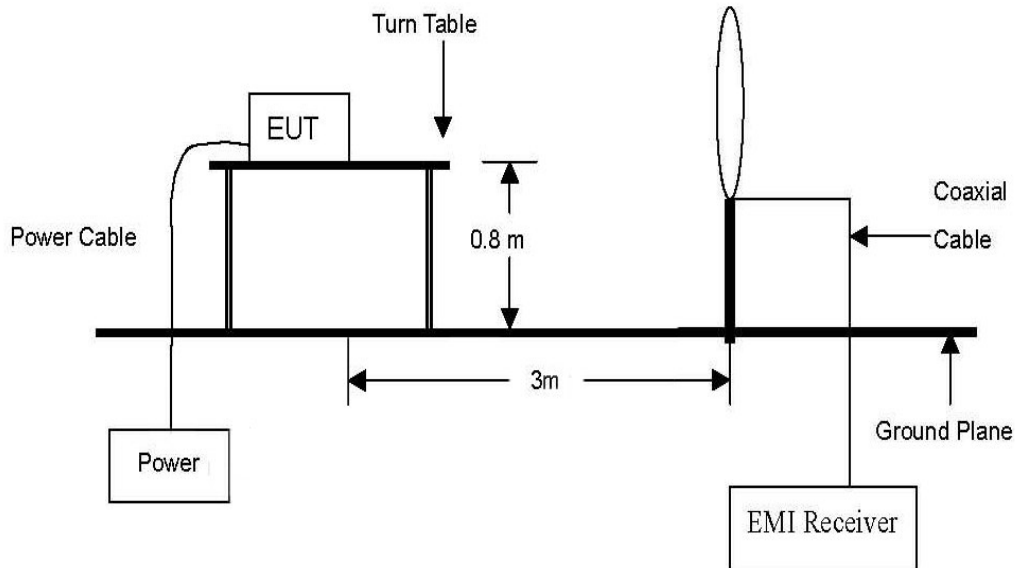 Turn Table
EUT
Coaxial
Cable
Power Cable
0.8 m
3m
Ground Plane
Power
EMI Receiver